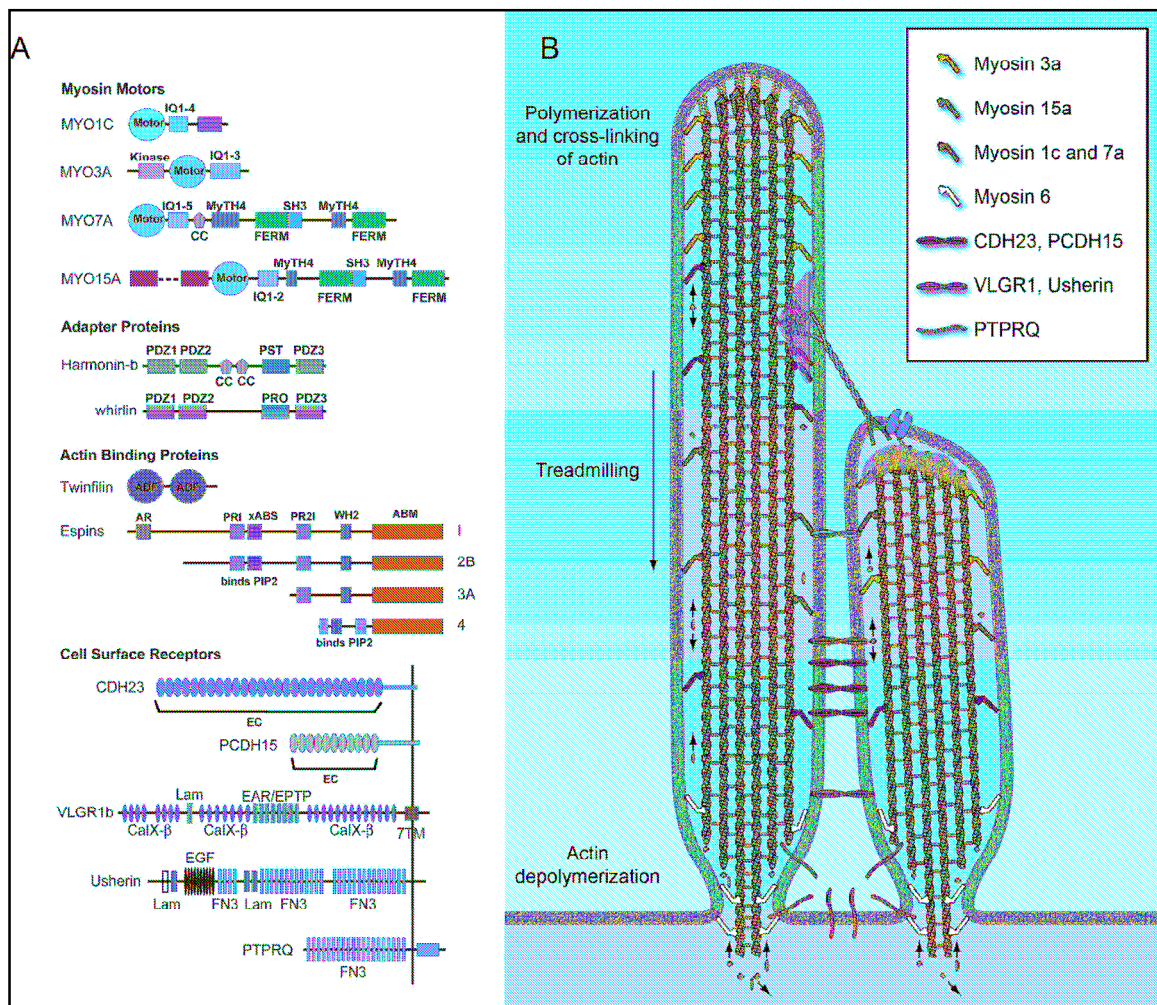 A
Myosin Motors
IQ1-4
MYO1C Motor
Kinase IQ1-3
MYO3A Motor
IQ1-5 MyTH4 SH3 MyTH4
MYO7A Motor
CC FERM FERM
MyTH4 SH3 MyTH4
MYO15A Motor
IQ1-2 FERM FERM
Adapter Proteins
PDZ1 PDZ2 PST PDZ3
Harmonin-b
CC CC
PDZ1 PDZ2 PRO PDZ3
whirlin
Actin Binding Proteins
Twinfilin ADF ADF
AR PRI xABS PR2I WH2 ABM
Espins 1
2B
binds PIP2
3A
4
binds PIP2
Cell Surface Receptors
CDH23
EC
PCDH15
EC
Lam EAR/EPTP
VLGR1b
CalX-β CalX-β CalX-β 7TM
EGF
Usherin
Lam FN3 Lam FN3 FN3
PTPRQ
FN3
B
Polymerization
and cross-linking
of actin
Treadmilling
Actin
depolymerization
Myosin 3a
Myosin 15a
Myosin 1c and 7a
Myosin 6
CDH23, PCDH15
VLGR1, Usherin
PTPRQ